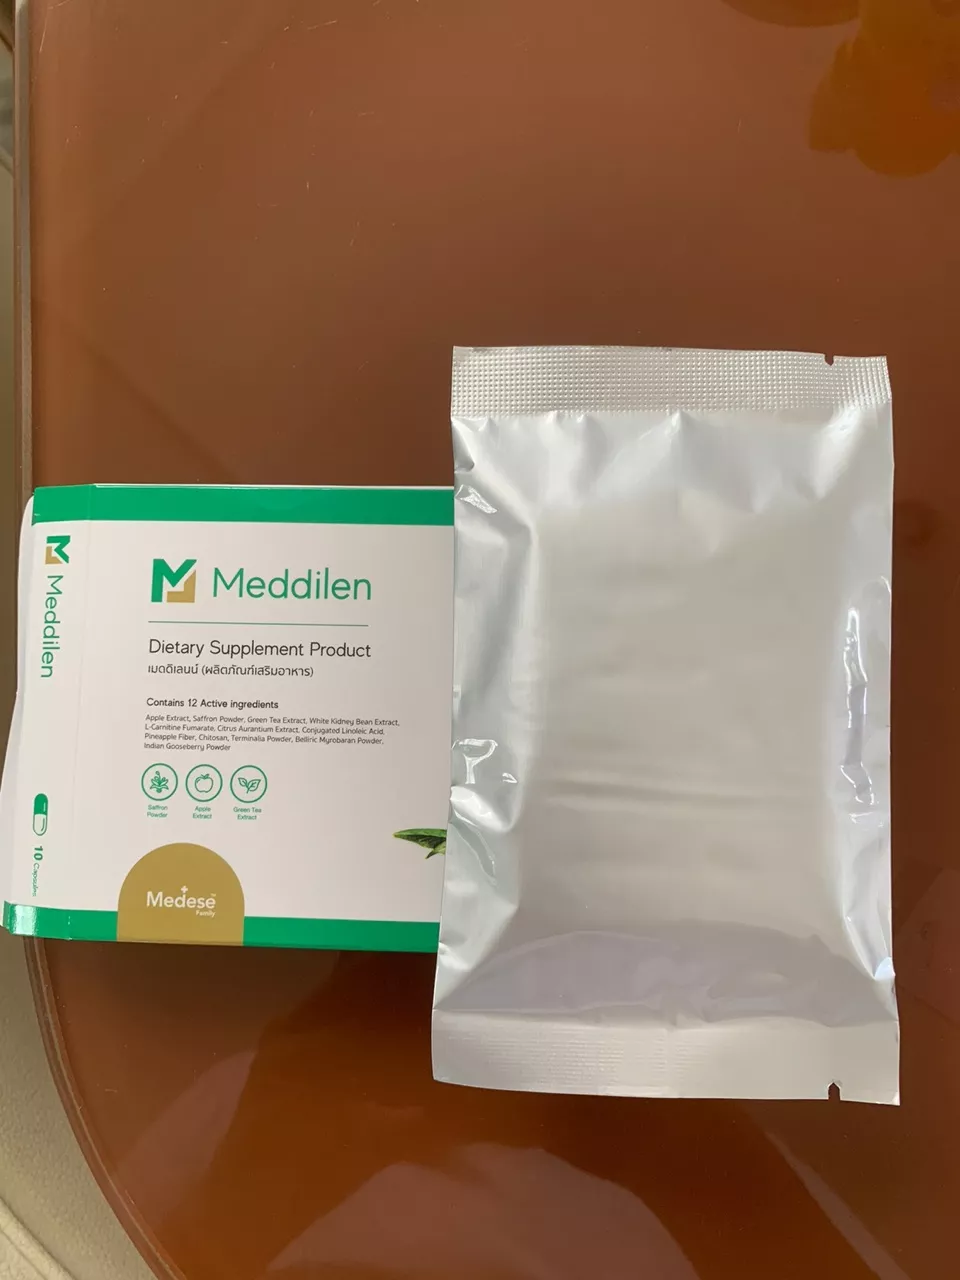 Meddilen
10 Capsules
Meddilen
Dietary Supplement Product
เมดดิเลนน์ (ผลิตภัณฑ์เสริมอาหาร)
Contains 12 Active ingredients
Apple Extract, Saffron Powder, Green Tea Extract, White Kidney Bean Extract,
L-Carnitine Fumarate, Citrus Aurantium Extract, Conjugated Linoleic Acid,
Pineapple Fiber, Chitosan, Terminalia Powder, Belliric Myrobaran Powder,
Indian Gooseberry Powder
Saffron
Powder
Apple
Extract
Green Tea
Extract
Medese™
Family